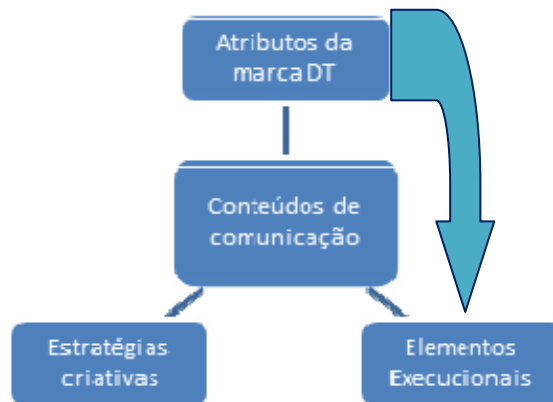 Atributos da
marca DT
Conteúdos de
comunicação
Estratégias
criativas
Elementos
Execucionais